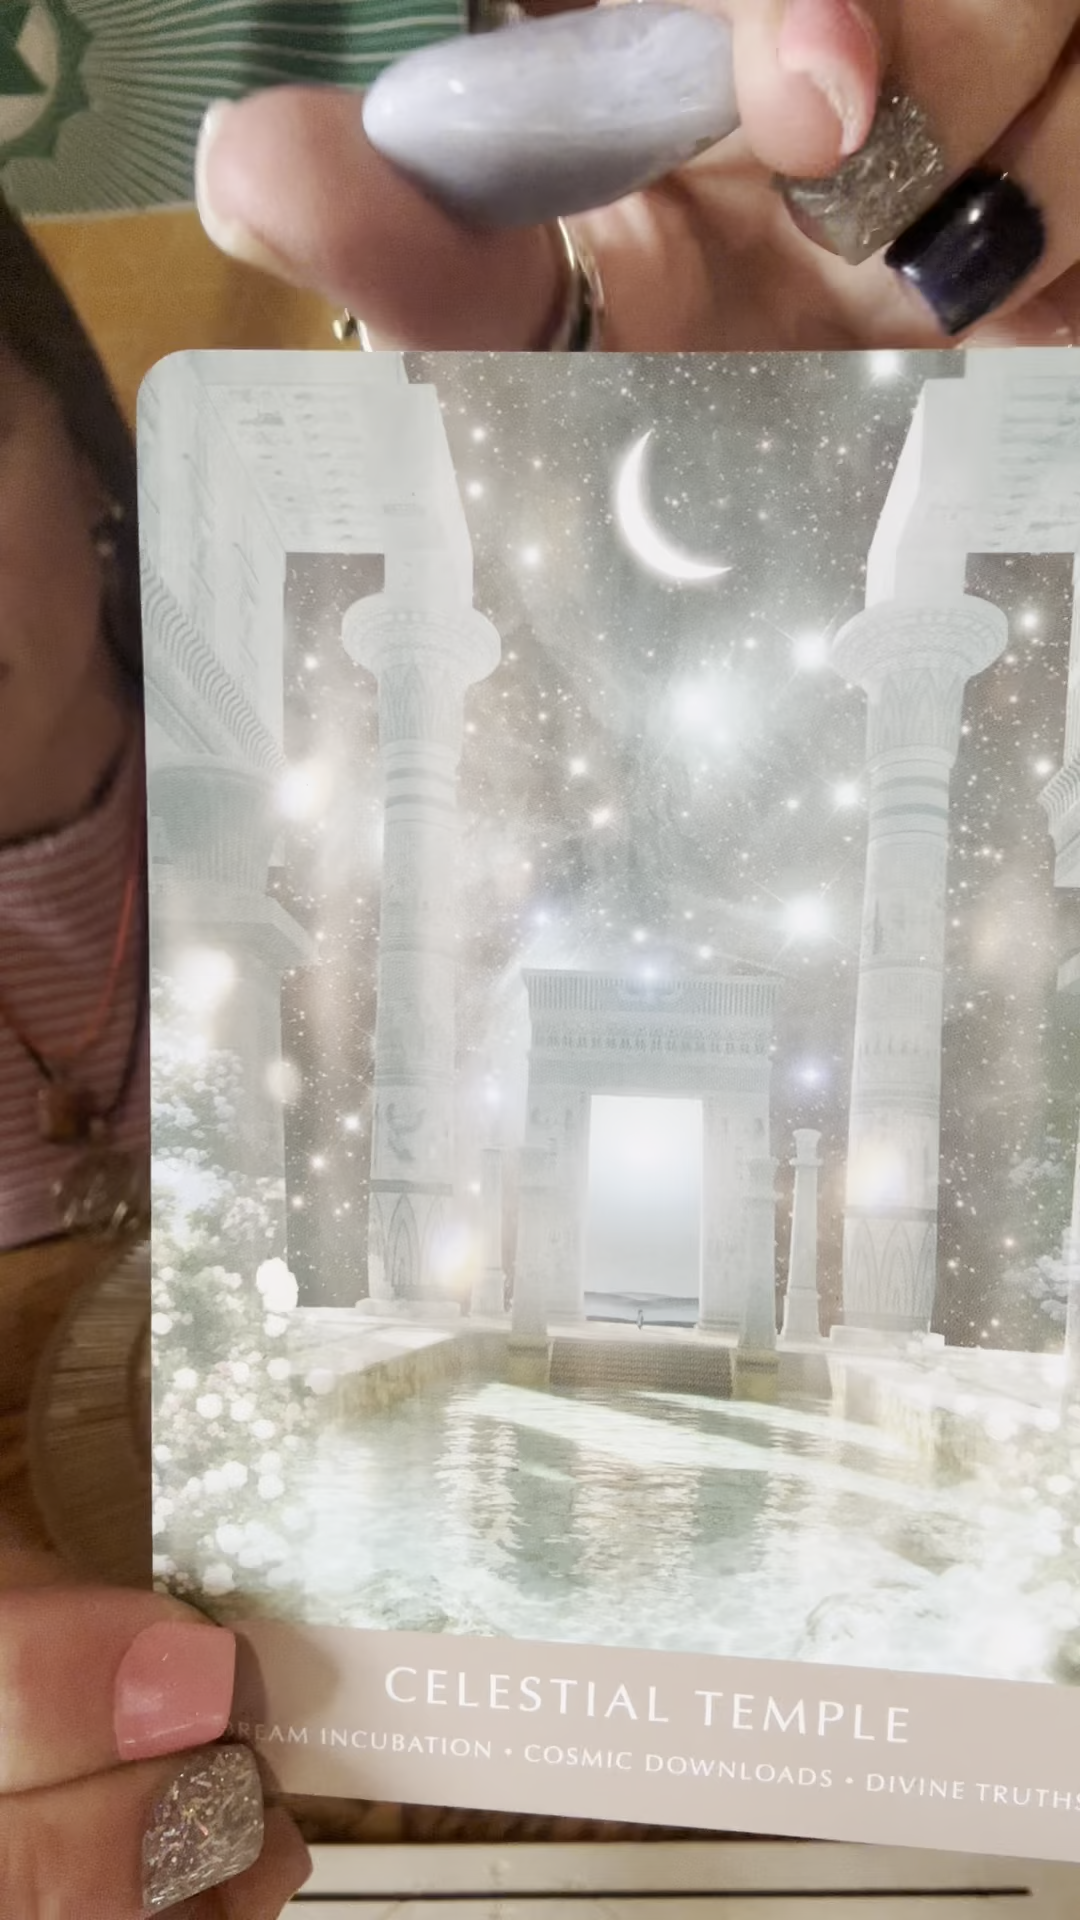 CELESTIAL TEMPLE
DREAM INCUBATION • COSMIC DOWNLOADS • DIVINE TRUTHS